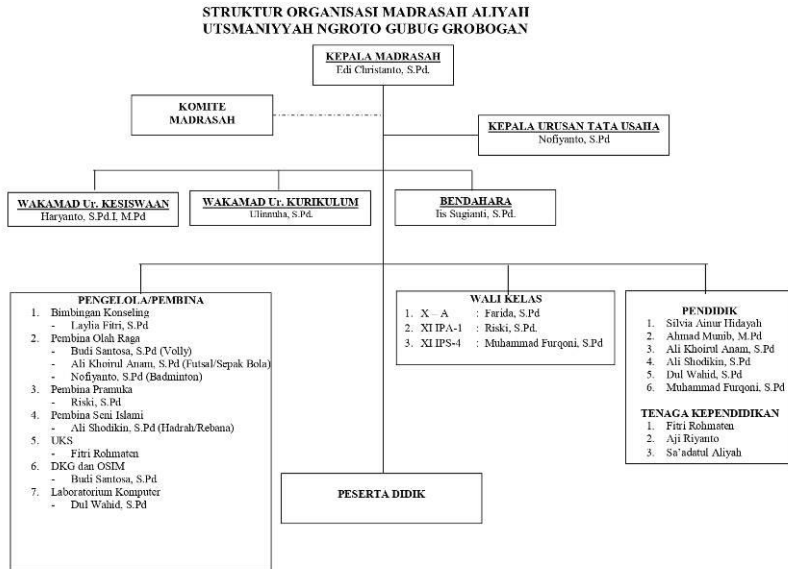 STRUKTUR ORGANISASI MADRASAH ALIYAH
UTSMANIYYAH NGROTO GUBUG GROBOGAN
KEPALA MADRASAH
Edi Christanto, S.Pd.
KOMITE
MADRASAH
KEPALA URUSAN TATA USAHA
Nofiyanto, S.Pd
WAKAMAD Ur. KESISWAAN
Haryanto, S.Pd.I, M.Pd
WAKAMAD Ur. KURIKULUM
Ulinnuha, S.Pd.
BENDAHARA
Iis Sugianti, S.Pd.
PENGELOLA/PEMBINA
1. Bimbingan Konseling
- Laylia Fitri, S.Pd
2. Pembina Olah Raga
- Budi Santosa, S.Pd (Volly)
- Ali Khoirul Anam, S.Pd (Futsal/Sepak Bola)
- Nofiyanto, S.Pd (Badminton)
3. Pembina Pramuka
- Riski, S.Pd
4. Pembina Seni Islami
- Ali Shodikin, S.Pd (Hadrah/Rebana)
5. UKS
- Fitri Rohmaten
6. DKG dan OSIM
- Budi Santosa, S.Pd
7. Laboratorium Komputer
- Dul Wahid, S.Pd
WALI KELAS
1. X – A : Farida, S.Pd
2. XI IPA-1 : Riski, S.Pd.
3. XI IPS-4 : Muhammad Furqoni, S.Pd
PENDIDIK
1. Silvia Ainur Hidayah
2. Ahmad Munib, M.Pd
3. Ali Khoirul Anam, S.Pd
4. Ali Shodikin, S.Pd
5. Dul Wahid, S.Pd
6. Muhammad Furqoni, S.Pd
TENAGA KEPENDIDIKAN
1. Fitri Rohmaten
2. Aji Riyanto
3. Sa'adatul Aliyah
PESERTA DIDIK